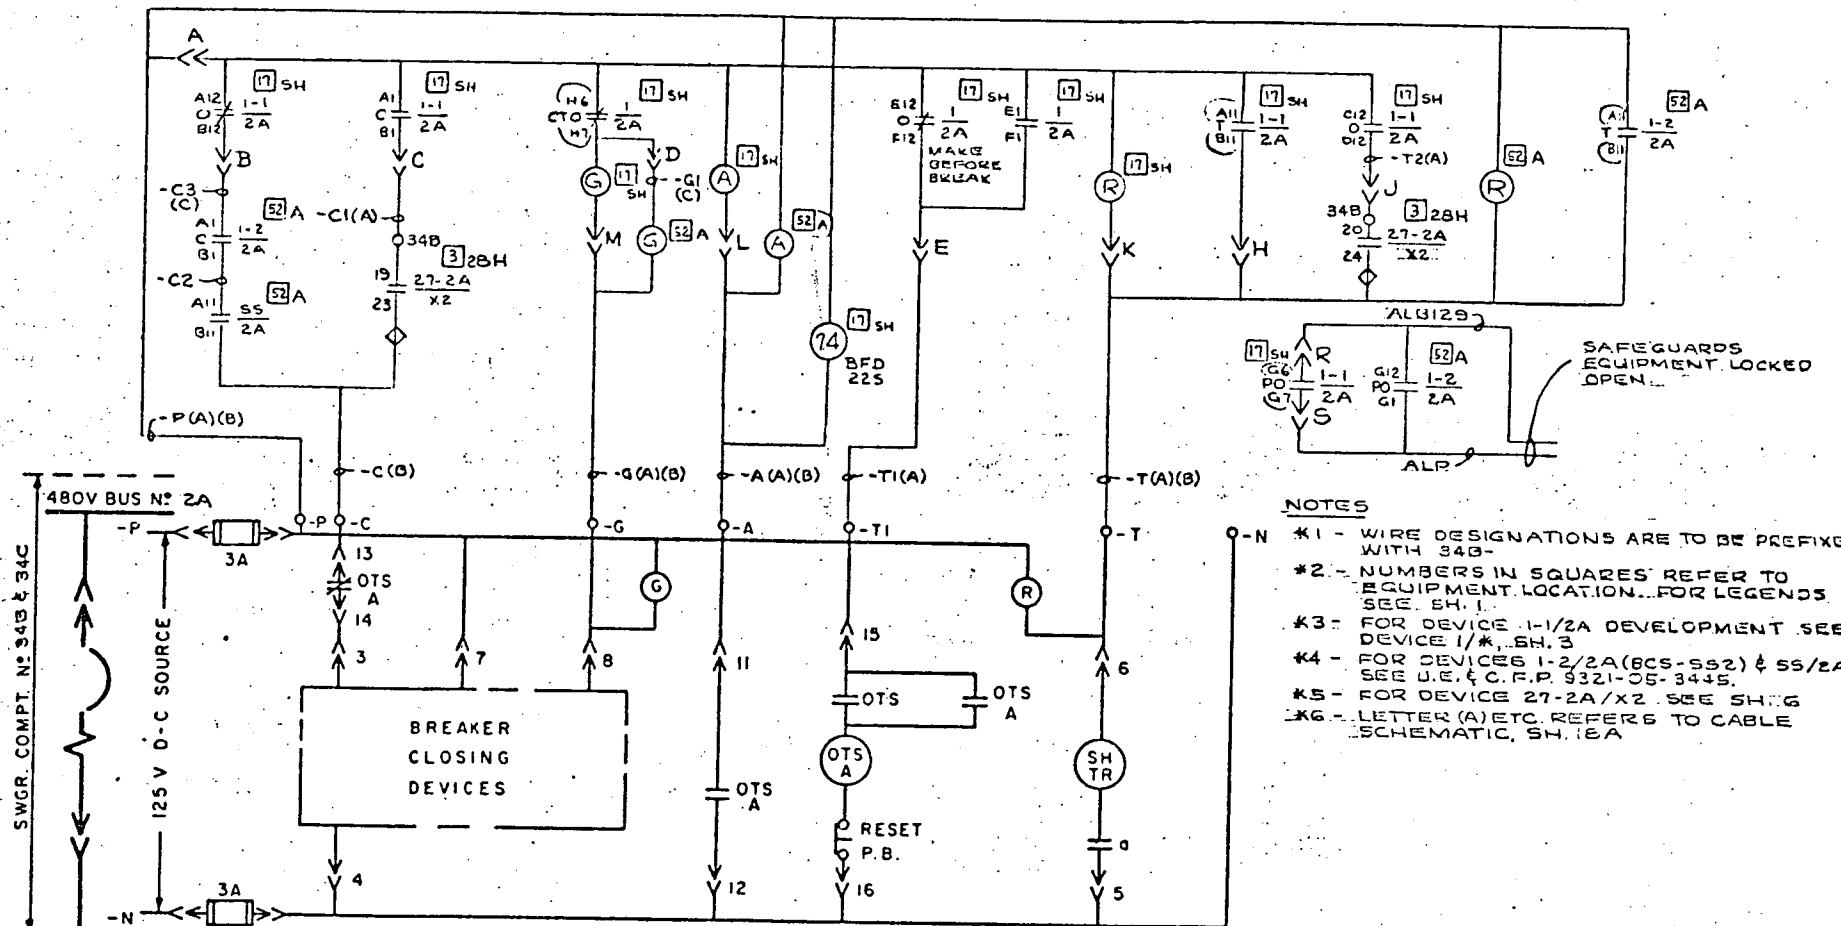 A
17 SH
A12
O
B12
1-1
2A
B
-C3
(C)
52 A
A1
C
B1
1-2
2A
-C2
52 A
A11
B11
SS
2A
17 SH
A1
C
B1
1-1
2A
C
-C1(A)
34B
3 28H
19
23
27-2A
X2
17 SH
H6
CTO
H7
1
2A
D
-G1
(C)
G
17
SH
M
G
52 A
17 SH
A
L
52 A
A
17 SH
74
BFD
225
17 SH
E12
O
F12
1
2A
MAKE
BEFORE
BREAK
E
17 SH
E1
F1
1
2A
17 SH
R
K
17 SH
A11
T
B11
1-1
2A
H
17 SH
C12
O
D12
1-1
2A
-T2(A)
J
34B
3 28H
20
24
27-2A
X2
52 A
R
52 A
A11
T
B11
1-2
2A
ALB129
17 SH
R
G6
PO
G7
1-1
2A
S
52 A
G12
PO
G1
1-2
2A
ALP
SAFEGUARDS
EQUIPMENT LOCKED
OPEN
-P(A)(B)
-C(B)
-G(A)(B)
-A(A)(B)
-T1(A)
-T(A)(B)
SWGR. COMPT. Nº 34B & 34C
480V BUS Nº 2A
-P
3A
-P
-C
-G
-A
-T1
-T
-N
125 V D-C SOURCE
13
OTS
A
14
3
7
8
G
11
15
R
6
BREAKER
CLOSING
DEVICES
OTS
A
OTS
OTS
A
OTS
A
SH
TR
RESET
P.B.
a
4
12
16
5
3A
-N
NOTES
*1 - WIRE DESIGNATIONS ARE TO BE PREFIXE
WITH 34B-
*2 - NUMBERS IN SQUARES REFER TO
EQUIPMENT LOCATION. FOR LEGENDS
SEE SH. 1.
*3 - FOR DEVICE 1-1/2A DEVELOPMENT SEE
DEVICE 1/*, SH. 3
*4 - FOR DEVICES 1-2/2A (BCS-SS2) & SS/2A
SEE U.E. & C. F.P. 9321-05-3445.
*5 - FOR DEVICE 27-2A/X2 SEE SH. 6
*6 - LETTER (A) ETC. REFERS TO CABLE
SCHEMATIC, SH. 18A